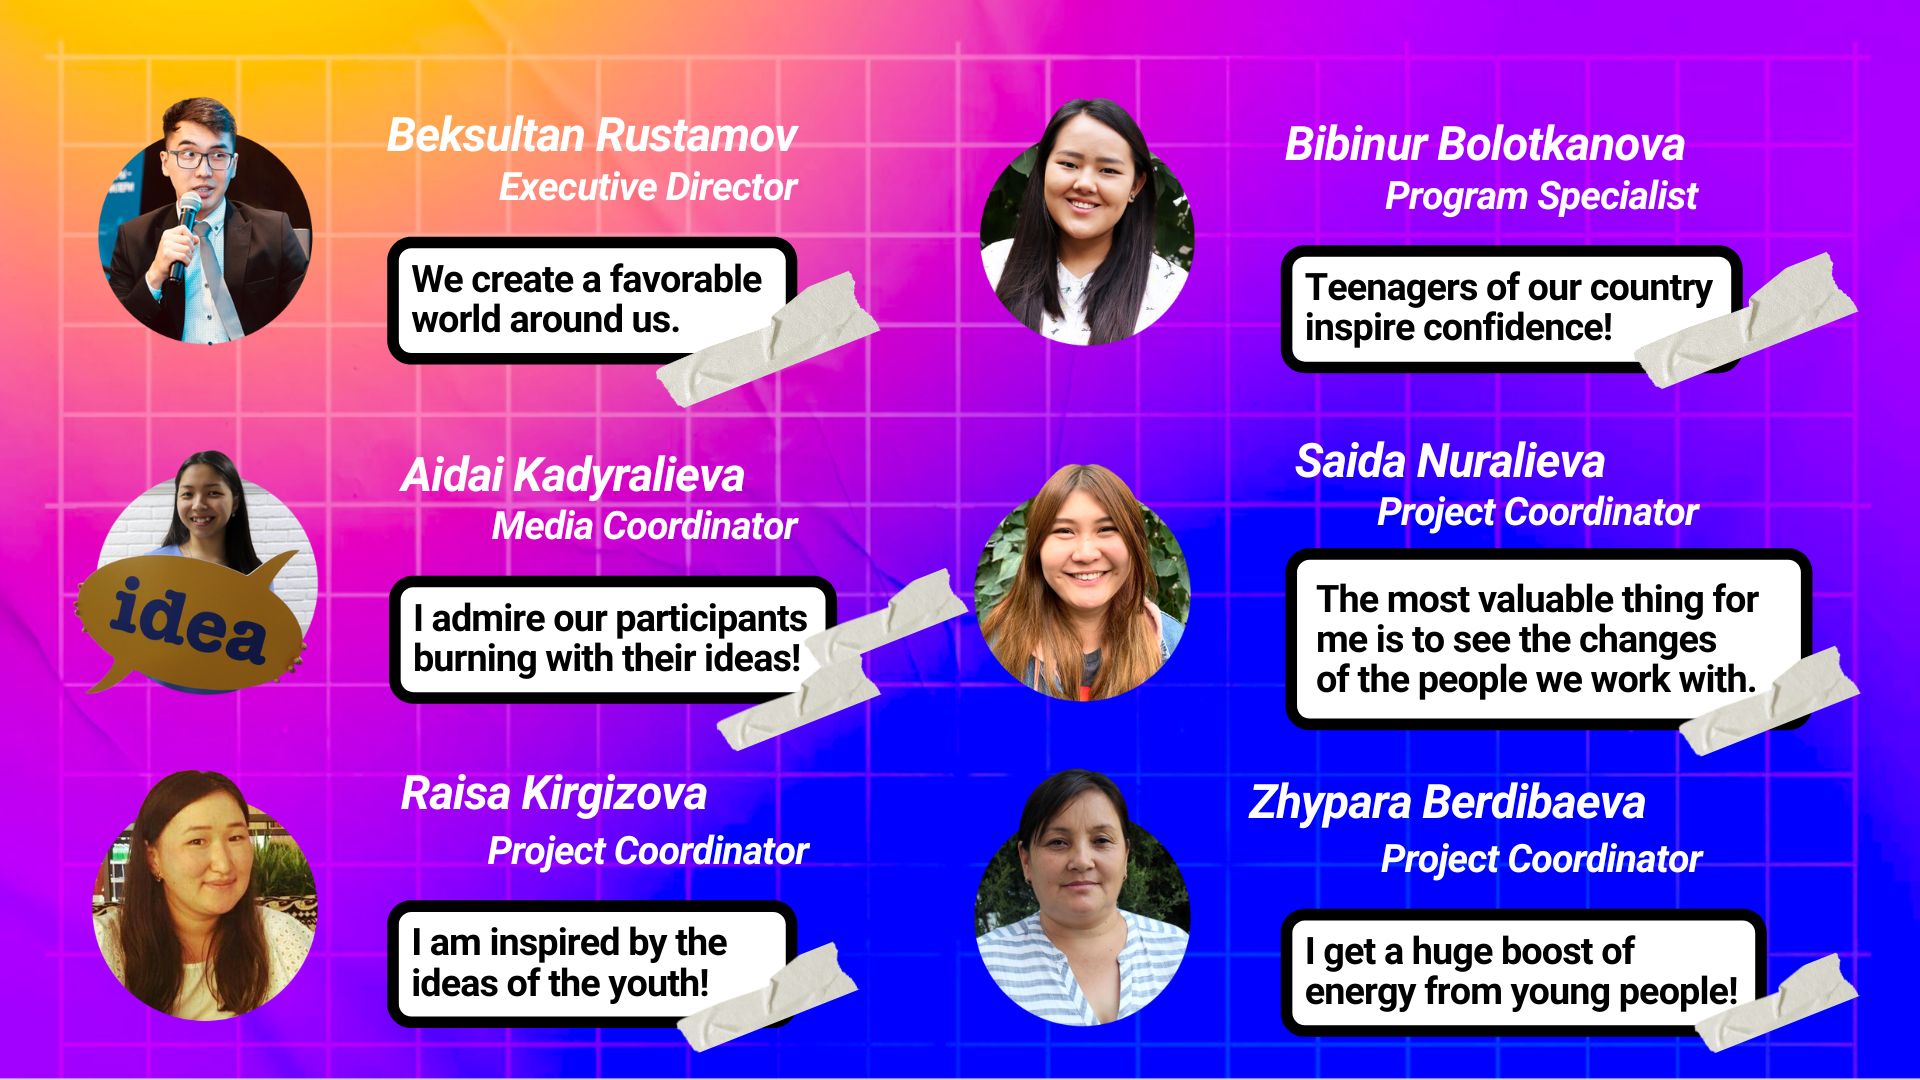 Beksultan Rustamov
Executive Director
We create a favorable
world around us.
Bibinur Bolotkanova
Program Specialist
Teenagers of our country
inspire confidence!
Aidai Kadyralieva
Media Coordinator
I admire our participants
burning with their ideas!
idea
Saida Nuralieva
Project Coordinator
The most valuable thing for
me is to see the changes
of the people we work with.
Raisa Kirgizova
Project Coordinator
I am inspired by the
ideas of the youth!
Zhypara Berdibaeva
Project Coordinator
I get a huge boost of
energy from young people!